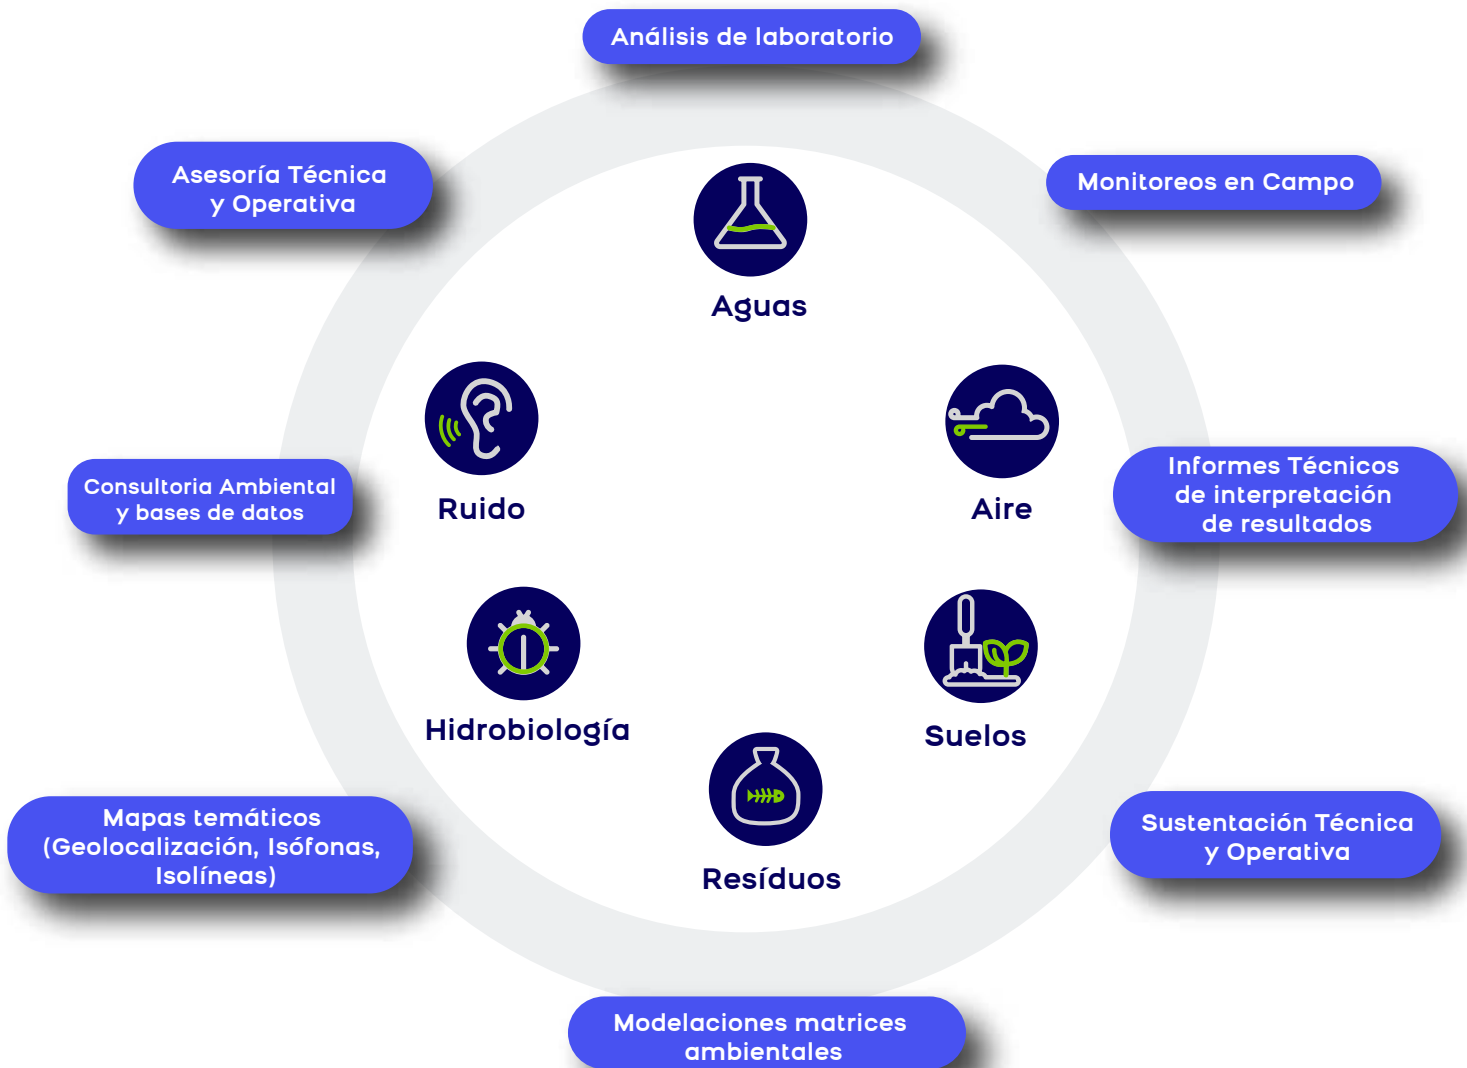 Análisis de laboratorio
Asesoría Técnica
y Operativa
Monitoreos en Campo
Aguas
Ruido
Aire
Consultoria Ambiental
y bases de datos
Informes Técnicos
de interpretación
de resultados
Hidrobiología
Suelos
Mapas temáticos
(Geolocalización, Isófonas,
Isolíneas)
Resíduos
Sustentación Técnica
y Operativa
Modelaciones matrices
ambientales